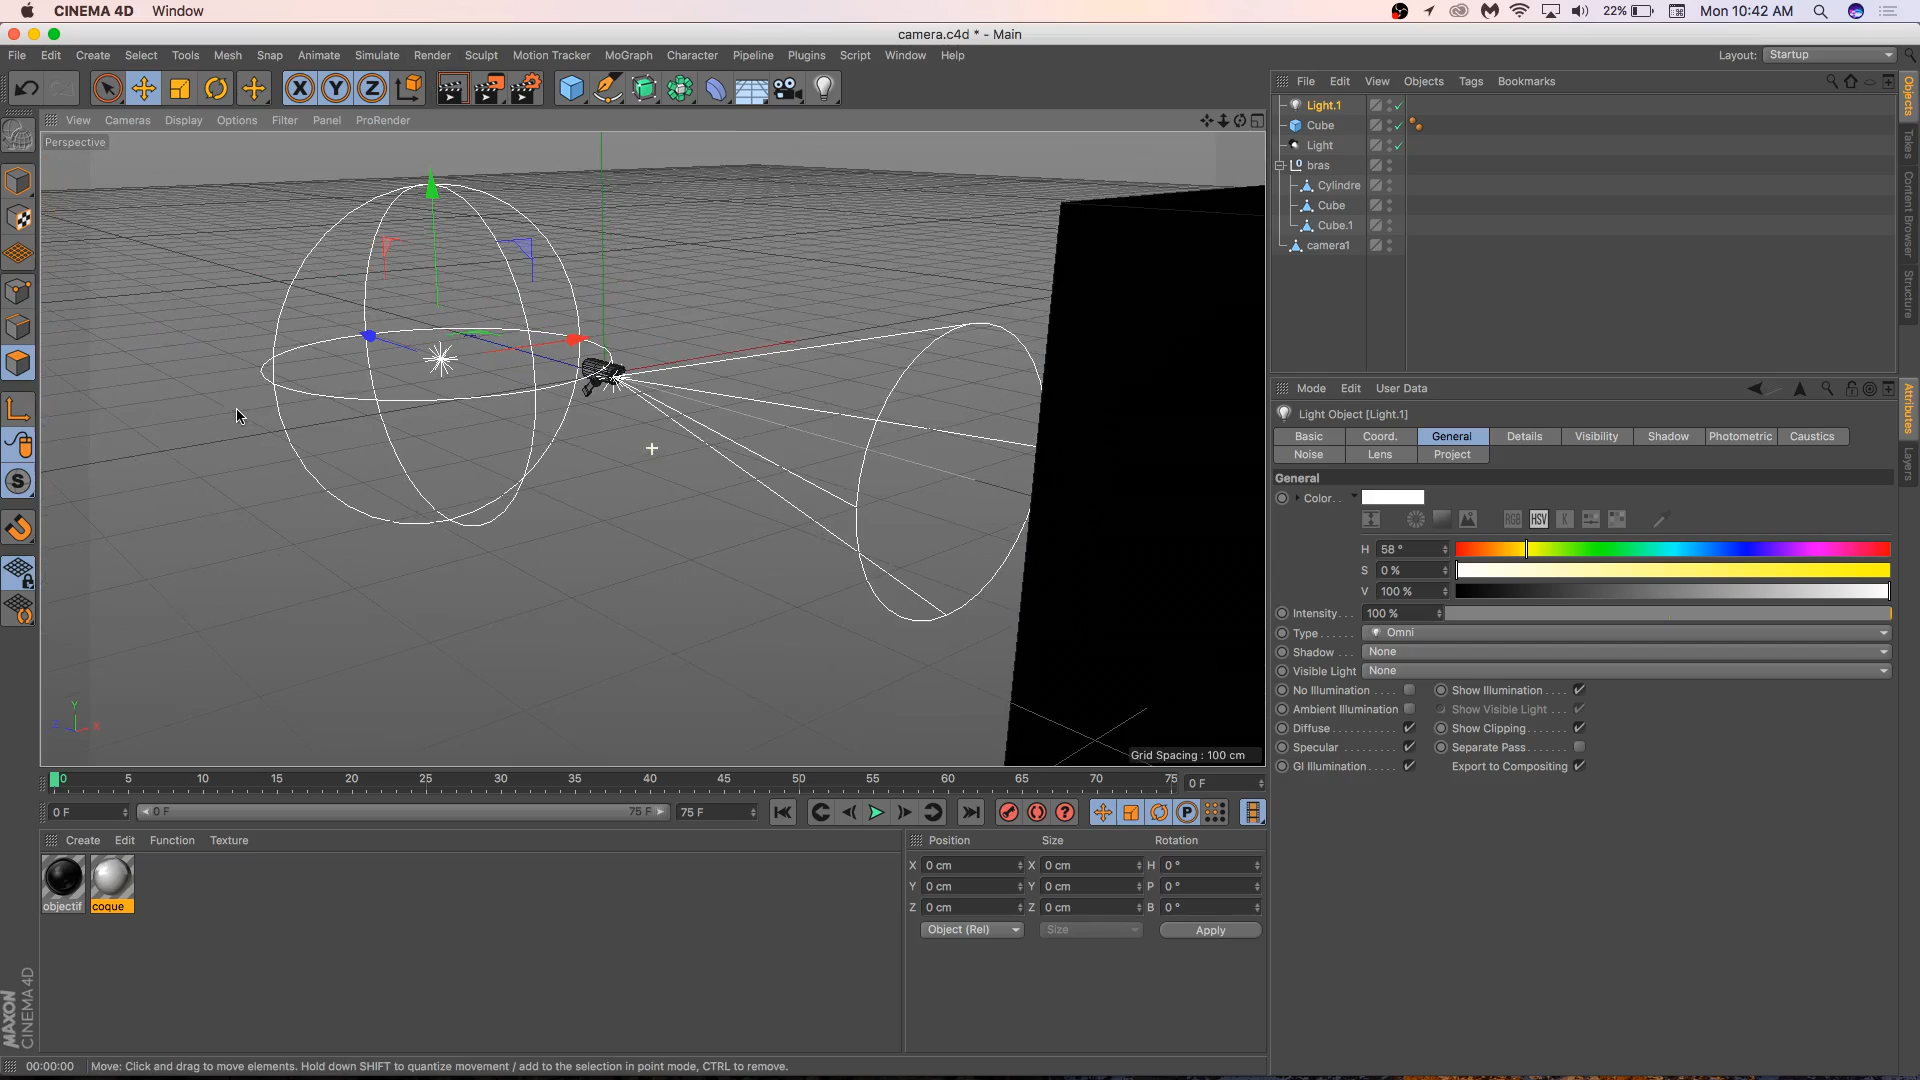 CINEMA 4D Window 22% Mon 10:42 AM
camera.c4d * - Main
File Edit Create Select Tools Mesh Snap Animate Simulate Render Sculpt Motion Tracker MoGraph Character Pipeline Plugins Script Window Help Layout: Startup
X Y Z
File Edit View Objects Tags Bookmarks
View Cameras Display Options Filter Panel ProRender
Perspective
Light.1
Cube
Light
bras
Cylindre
Cube
Cube.1
camera1
Objects
Takes
Content Browser
Structure
Mode Edit User Data
Light Object [Light.1]
Basic Coord. General Details Visibility Shadow Photometric Caustics
Noise Lens Project
Attributes
Layers
General
Color. .
RGB HSV K
H 58 °
S 0 %
V 100 %
Intensity. . . 100 %
Type . . . . . . Omni
Shadow . . . None
Visible Light None
No Illumination . . . . Show Illumination . . . .
Ambient Illumination Show Visible Light . . .
Diffuse . . . . . . . . . . . Show Clipping . . . . . . .
Specular . . . . . . . . . Separate Pass. . . . . . .
GI Illumination. . . . . Export to Compositing
Y
Z X
Grid Spacing : 100 cm
0 5 10 15 20 25 30 35 40 45 50 55 60 65 70 75 0 F
0 F 0 F 75 F 75 F
P
Create Edit Function Texture
objectif coque
Position Size Rotation
X 0 cm X 0 cm H 0 °
Y 0 cm Y 0 cm P 0 °
Z 0 cm Z 0 cm B 0 °
Object (Rel) Size Apply
MAXON
CINEMA 4D
00:00:00 Move: Click and drag to move elements. Hold down SHIFT to quantize movement / add to the selection in point mode, CTRL to remove.